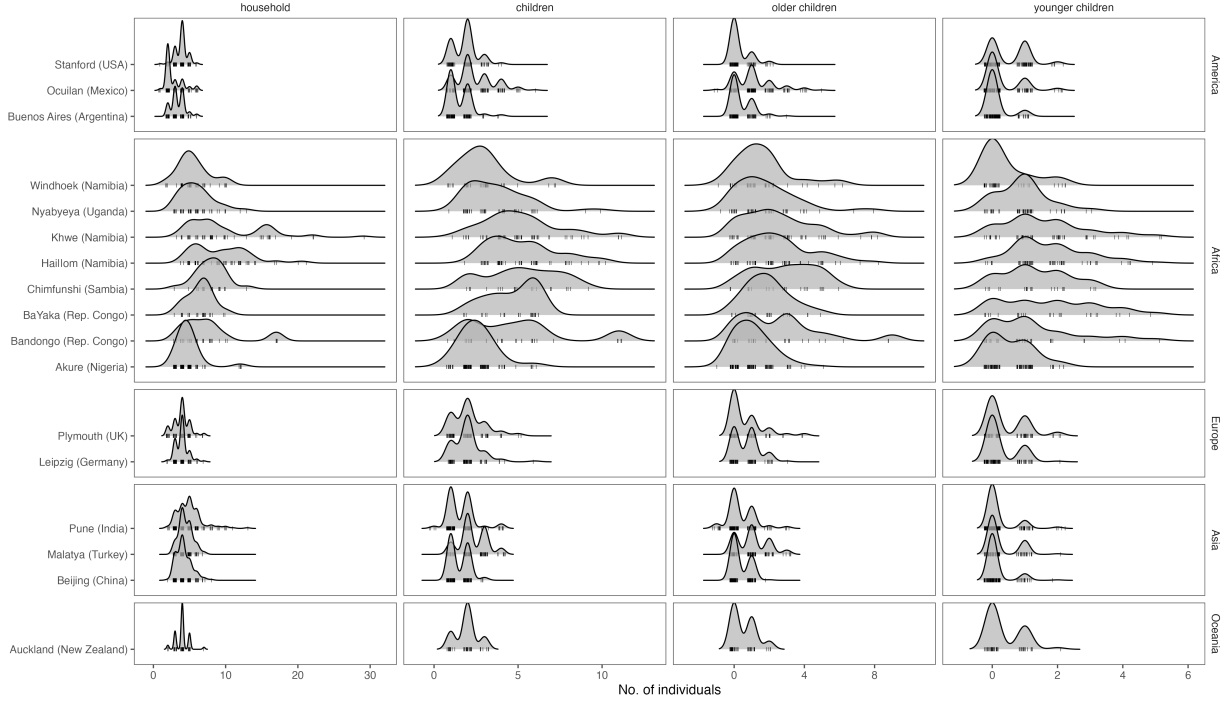 household children older children younger children
Stanford (USA)
Ocuilan (Mexico)
Buenos Aires (Argentina)
America
Windhoek (Namibia)
Nyabyeya (Uganda)
Khwe (Namibia)
Haillom (Namibia)
Chimfunshi (Sambia)
BaYaka (Rep. Congo)
Bandongo (Rep. Congo)
Akure (Nigeria)
Africa
Plymouth (UK)
Leipzig (Germany)
Europe
Pune (India)
Malatya (Turkey)
Beijing (China)
Asia
Auckland (New Zealand)
Oceania
0 10 20 30 0 5 10 0 4 8 0 2 4 6
No. of individuals